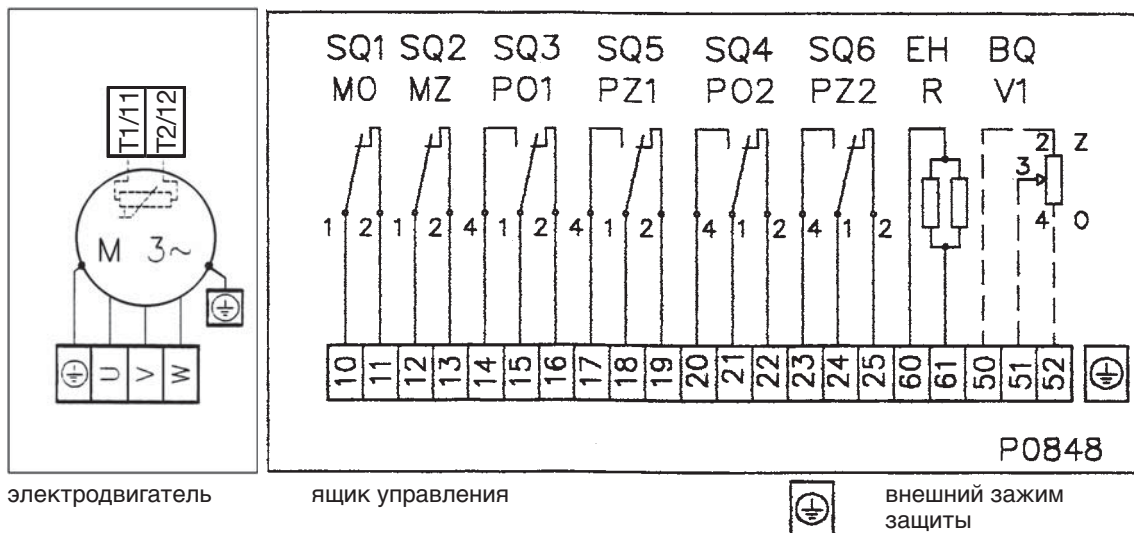 SQ1 SQ2 SQ3 SQ5 SQ4 SQ6 EH BQ
MO MZ PO1 PZ1 PO2 PZ2 R V1
T1/11
T2/12
2 Z
3
1 2 1 2 4 1 2 4 1 2 4 1 2 4 1 2 4 O
M 3~
U V W
10 11 12 13 14 15 16 17 18 19 20 21 22 23 24 25 60 61 50 51 52
P0848
электродвигатель
ящик управления
внешний зажим
защиты